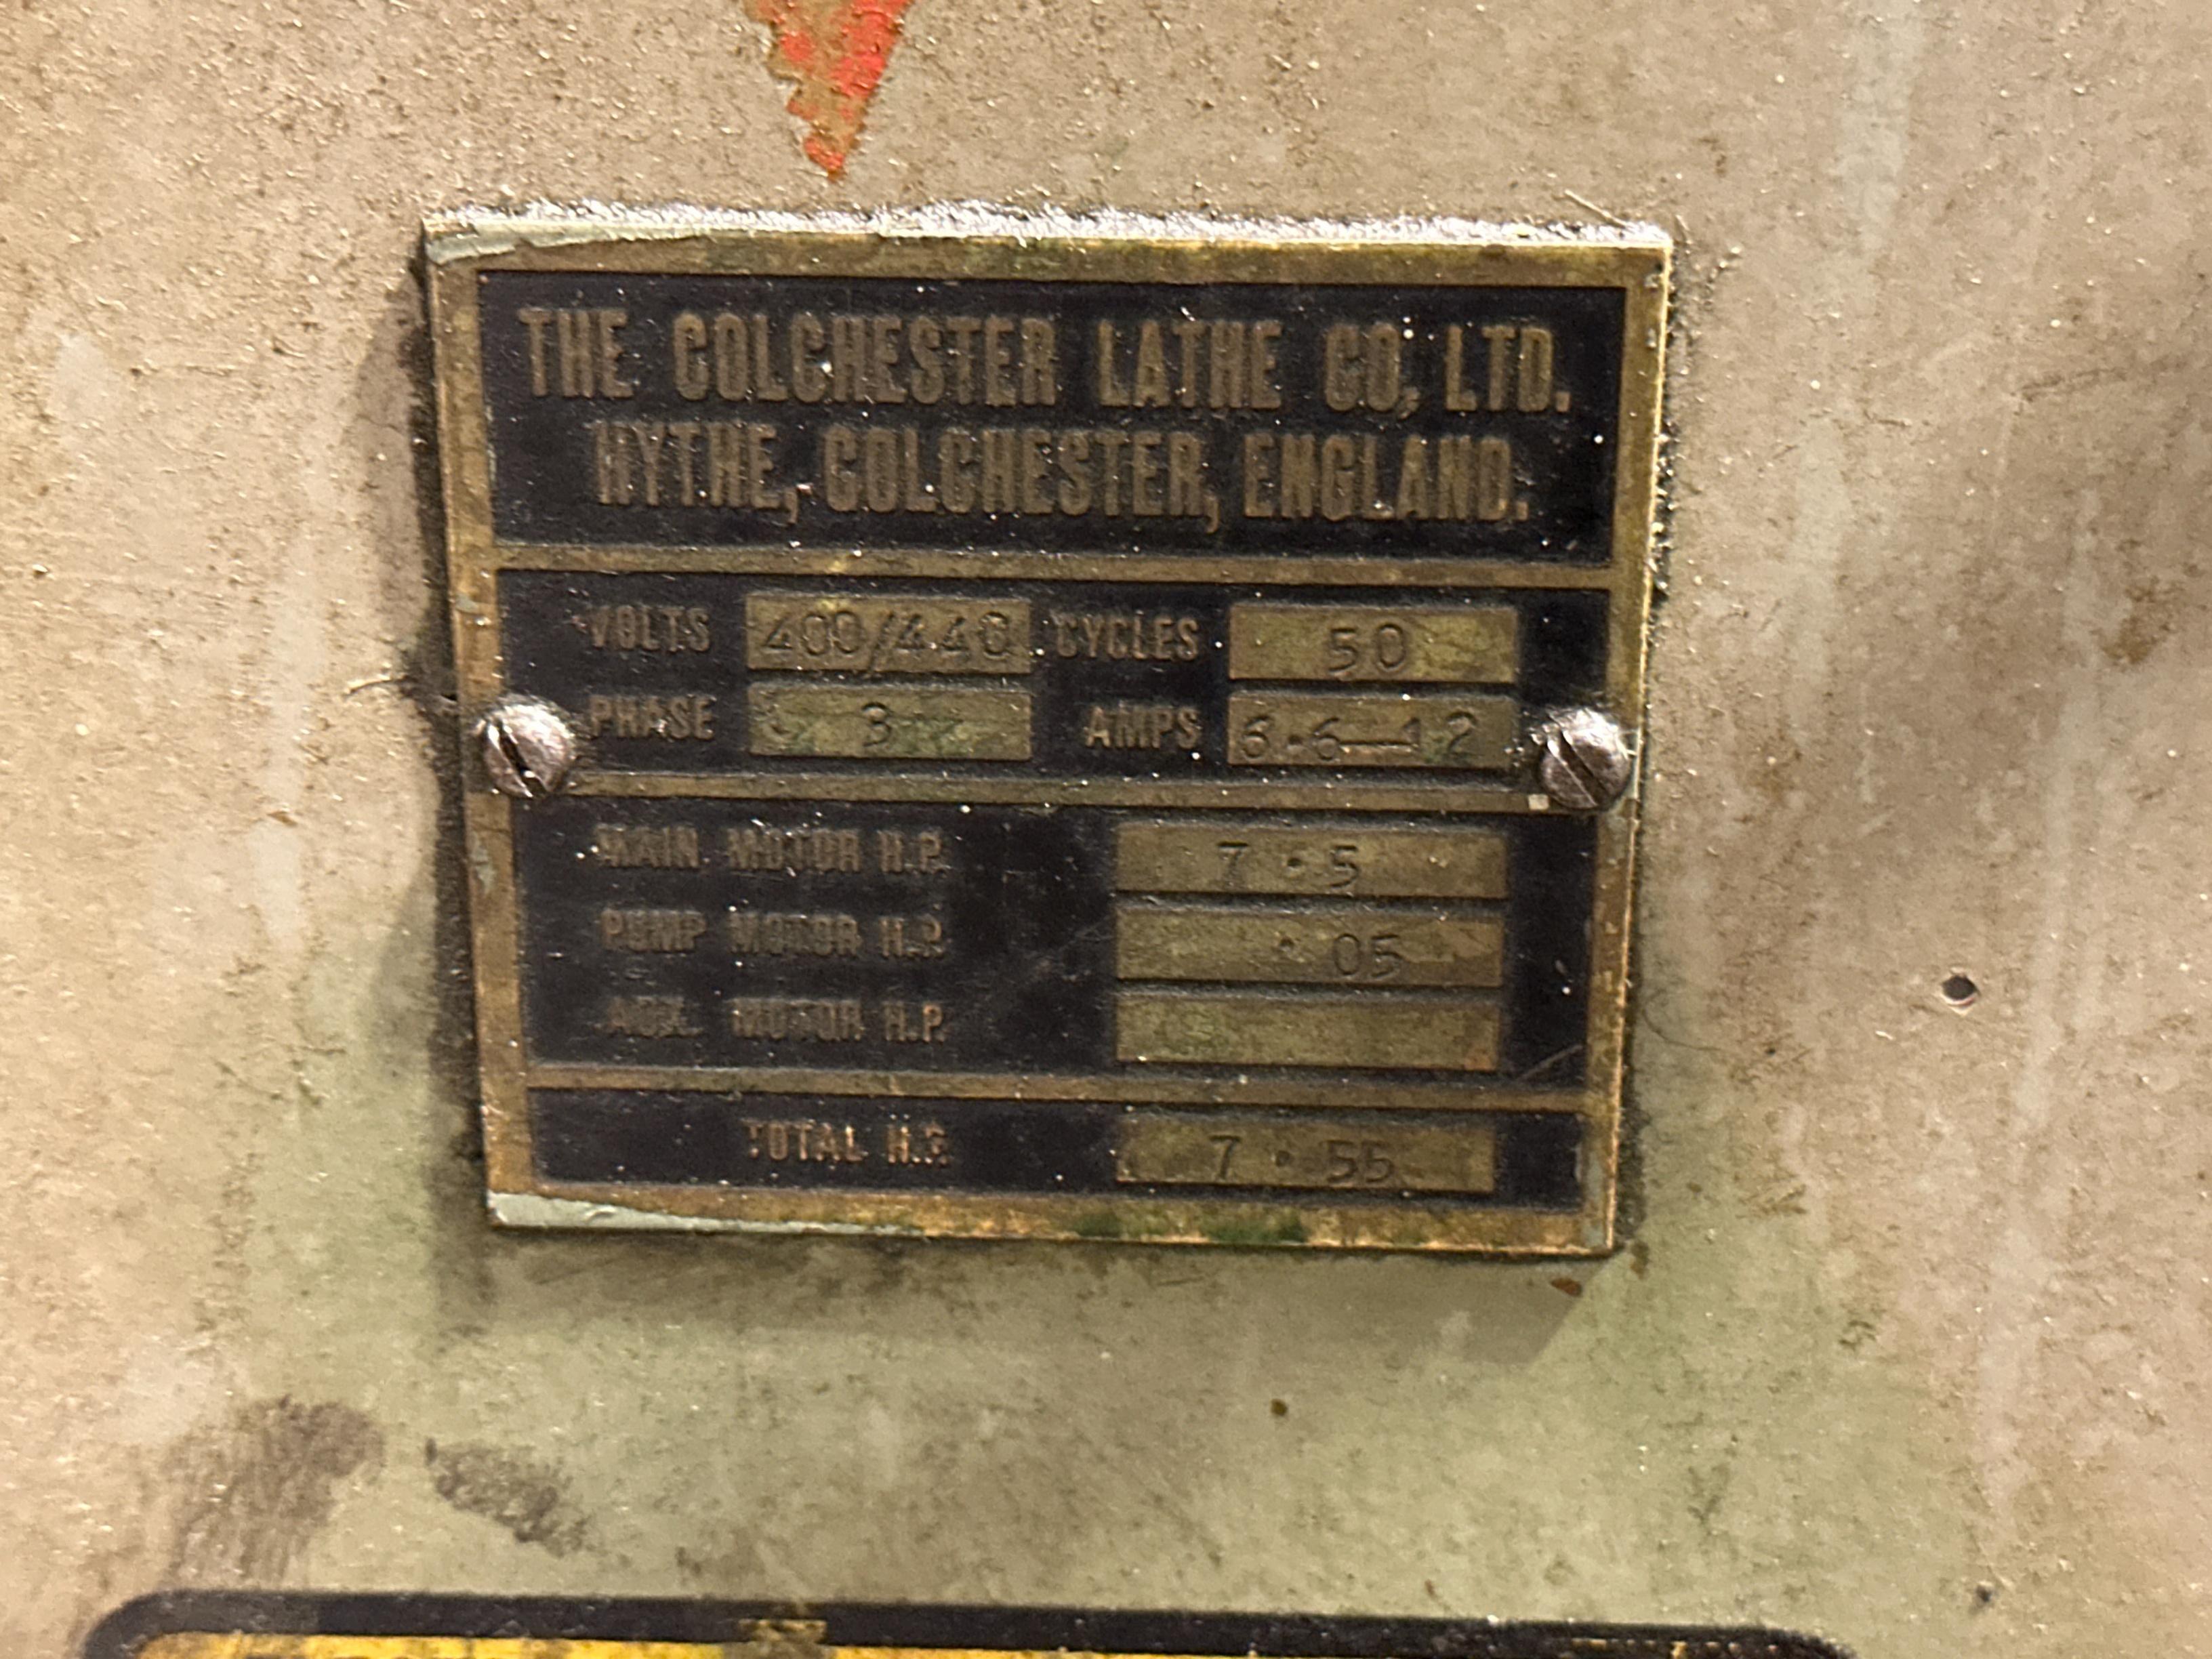 THE COLCHESTER LATHE CO, LTD.
HYTHE, COLCHESTER, ENGLAND.
VOLTS 400/440 CYCLES 50
PHASE 3 AMPS 6.6—12
MAIN MOTOR H.P. 7.5
PUMP MOTOR H.P. .05
AUX. MOTOR H.P.
TOTAL H.P. 7.55